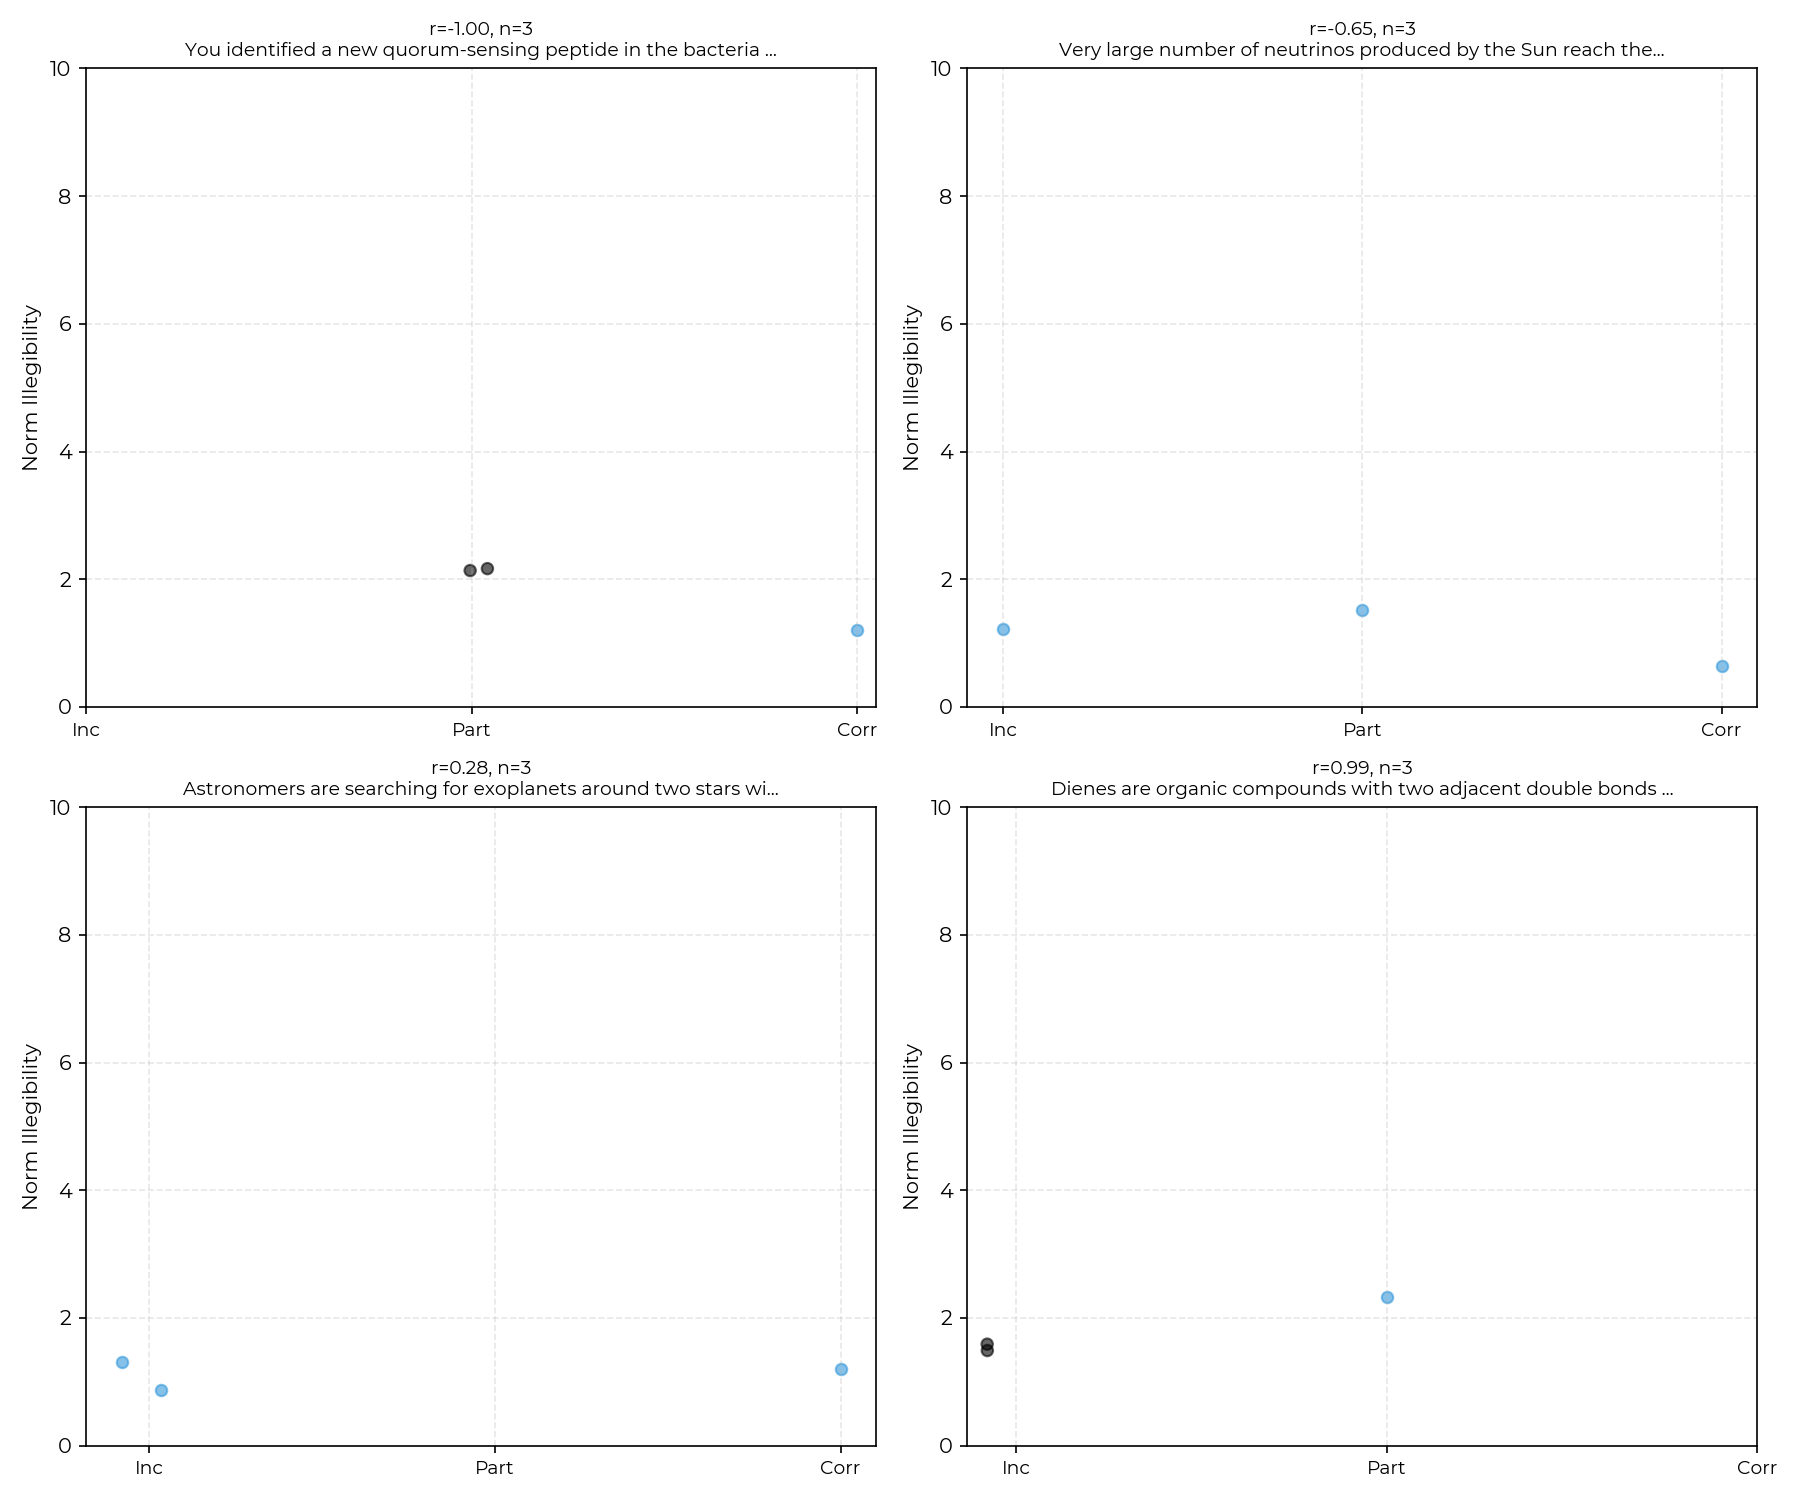 r=-1.00, n=3
You identified a new quorum-sensing peptide in the bacteria ...
10
8
6
4
2
0
Norm Illegibility
Inc
Part
Corr
r=-0.65, n=3
Very large number of neutrinos produced by the Sun reach the...
10
8
6
4
2
0
Norm Illegibility
Inc
Part
Corr
r=0.28, n=3
Astronomers are searching for exoplanets around two stars wi...
10
8
6
4
2
0
Norm Illegibility
Inc
Part
Corr
r=0.99, n=3
Dienes are organic compounds with two adjacent double bonds ...
10
8
6
4
2
0
Norm Illegibility
Inc
Part
Corr